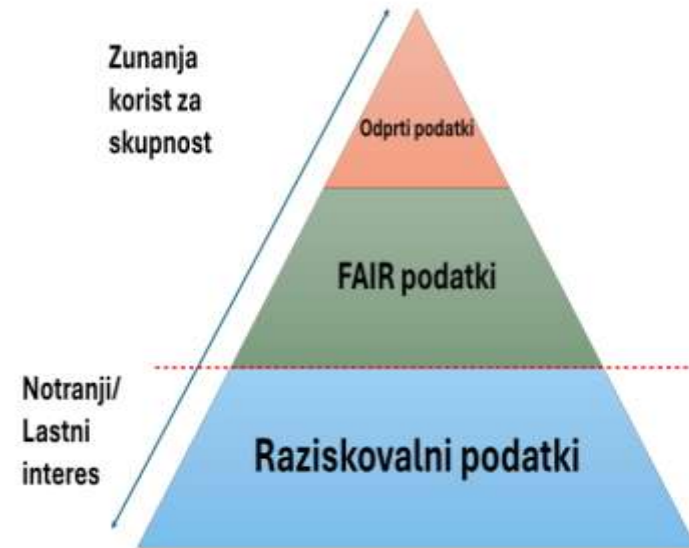 Zunanja
korist za
skupnost
Odprti podatki
FAIR podatki
Notranji/
Lastni
interes
Raziskovalni podatki